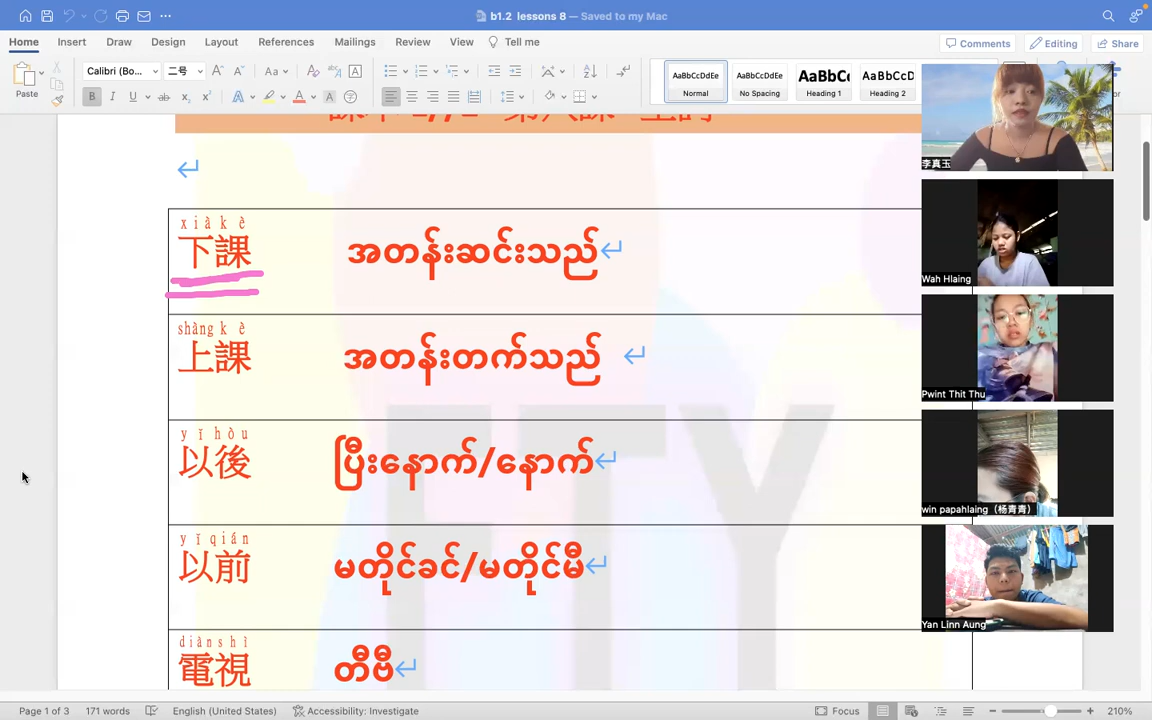 b1.2 lessons 8 — Saved to my Mac
Home Insert Draw Design Layout References Mailings Review View Tell me
Comments Editing Share
Paste
Calibri (Bo... 二号
AaBbCcDdEe AaBbCcDdEe AaBbC AaBbCcD
Normal No Spacing Heading 1 Heading 2
李真玉
xiàkè
下課 အတန်းဆင်းသည်
Wah Hlaing
shàngkè
上課 အတန်းတက်သည်
Pwint Thit Thu
yǐhòu
以後 ပြီးနောက်/နောက်
win papahlaing（杨青青）
yǐqián
以前 မတိုင်ခင်/မတိုင်မီ
Yan Linn Aung
diànshì
電視 တီဗီ
ETY
Page 1 of 3 171 words English (United States) Accessibility: Investigate Focus 210%